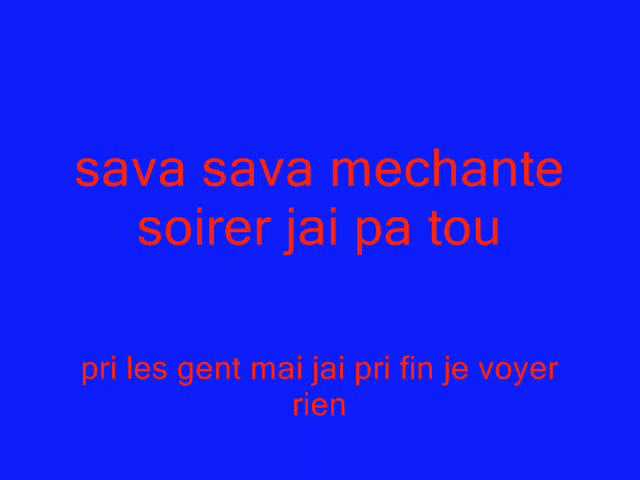 sava sava mechante
soirer jai pa tou
pri les gent mai jai pri fin je voyer
rien